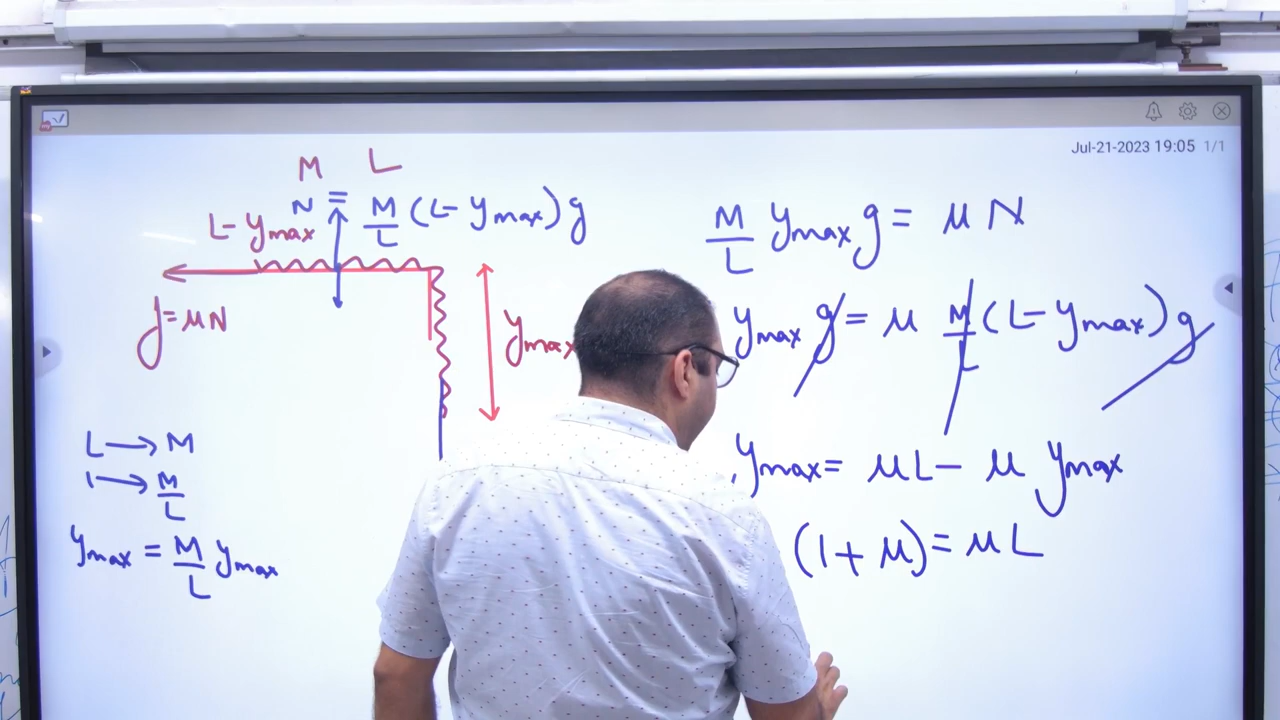 Jul-21-2023 19:05 1/1
M L
N = M/L (L - ymax) g
L - ymax
f = μN
ymax
L → M
1 → M/L
ymax = M/L ymax
M/L ymax g = μ N
ymax g = μ M/L (L - ymax) g
ymax = μL - μ ymax
(1 + μ) = μ L